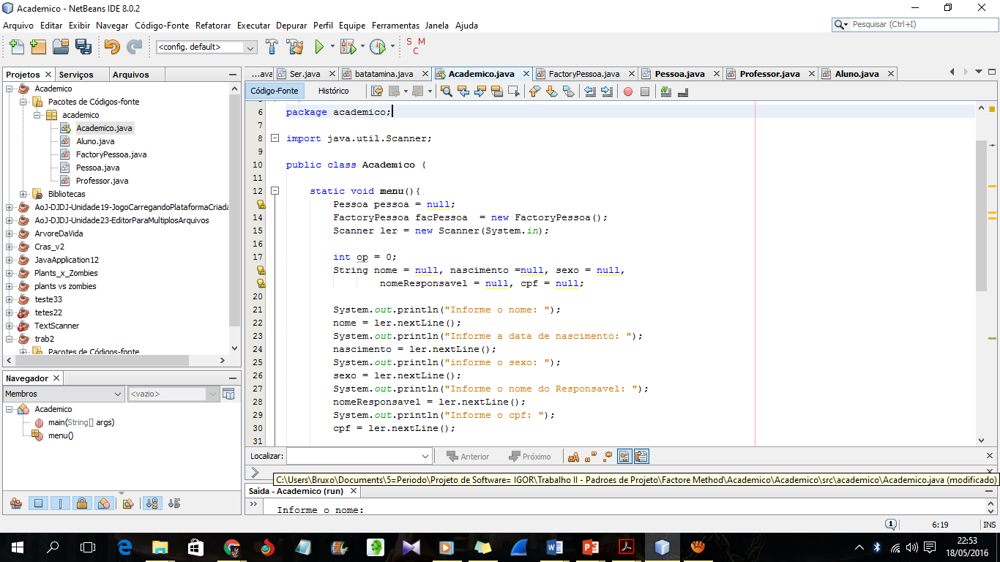 Academico - NetBeans IDE 8.0.2
Arquivo Editar Exibir Navegar Código-Fonte Refatorar Executar Depurar Perfil Equipe Ferramentas Janela Ajuda
Pesquisar (Ctrl+I)
<config. default>
S M
C
Projetos Serviços Arquivos
...ava Ser.java batatamina.java Academico.java FactoryPessoa.java Pessoa.java Professor.java Aluno.java
Código-Fonte Histórico
Academico
Pacotes de Códigos-fonte
academico
Academico.java
Aluno.java
FactoryPessoa.java
Pessoa.java
Professor.java
Bibliotecas
AoJ-DJDJ-Unidade19-JogoCarregandoPlataformaCriada
AoJ-DJDJ-Unidade23-EditorParaMultiplosArquivos
ArvoreDaVida
Cras_v2
JavaApplication12
Plants_x_Zombies
plants vs zombies
teste33
tetes22
TextScanner
trab2
Pacotes de Códigos-fonte
6 package academico;
7
8 import java.util.Scanner;
9
10 public class Academico {
11
12 static void menu(){
Pessoa pessoa = null;
14 FactoryPessoa facPessoa  = new FactoryPessoa();
15 Scanner ler = new Scanner(System.in);
16
17 int op = 0;
String nome = null, nascimento =null, sexo = null,
nomeResponsavel = null, cpf = null;
20
21 System.out.println("Informe o nome: ");
22 nome = ler.nextLine();
23 System.out.println("Informe a data de nascimento: ");
24 nascimento = ler.nextLine();
25 System.out.println("informe o sexo: ");
26 sexo = ler.nextLine();
27 System.out.println("Informe o nome do Responsavel: ");
28 nomeResponsavel = ler.nextLine();
29 System.out.println("Informe o cpf: ");
30 cpf = ler.nextLine();
31
Navegador
Membros <vazio>
Academico
main(String[] args)
menu()
Localizar: Anterior Próximo
C:\Users\Bruxo\Documents\5=Periodo\Projeto de Software= IGOR\Trabalho II - Padroes de Projeto\Factore Method\Academico\Academico\src\academico\Academico.java (modificado)
Saída - Academico (run)
Informe o nome:
1 6:19 INS
22:53
18/05/2016